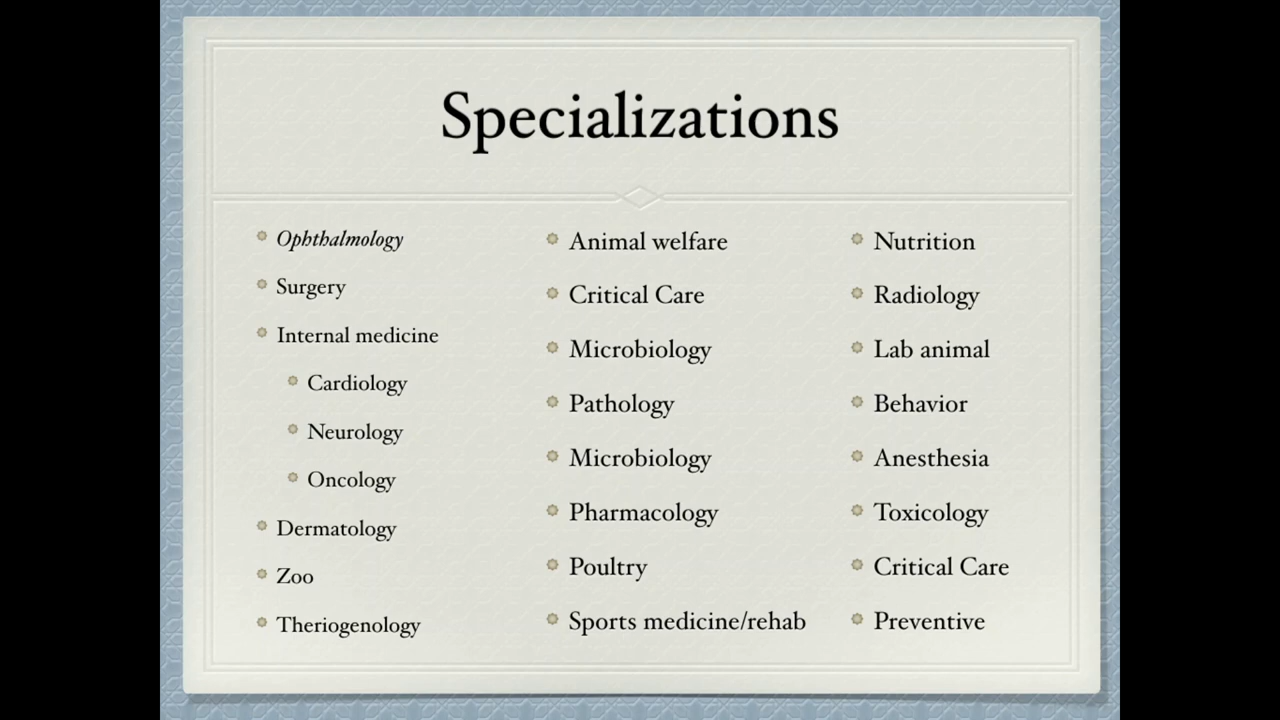 Specializations
Ophthalmology
Surgery
Internal medicine
Cardiology
Neurology
Oncology
Dermatology
Zoo
Theriogenology
Animal welfare
Critical Care
Microbiology
Pathology
Microbiology
Pharmacology
Poultry
Sports medicine/rehab
Nutrition
Radiology
Lab animal
Behavior
Anesthesia
Toxicology
Critical Care
Preventive